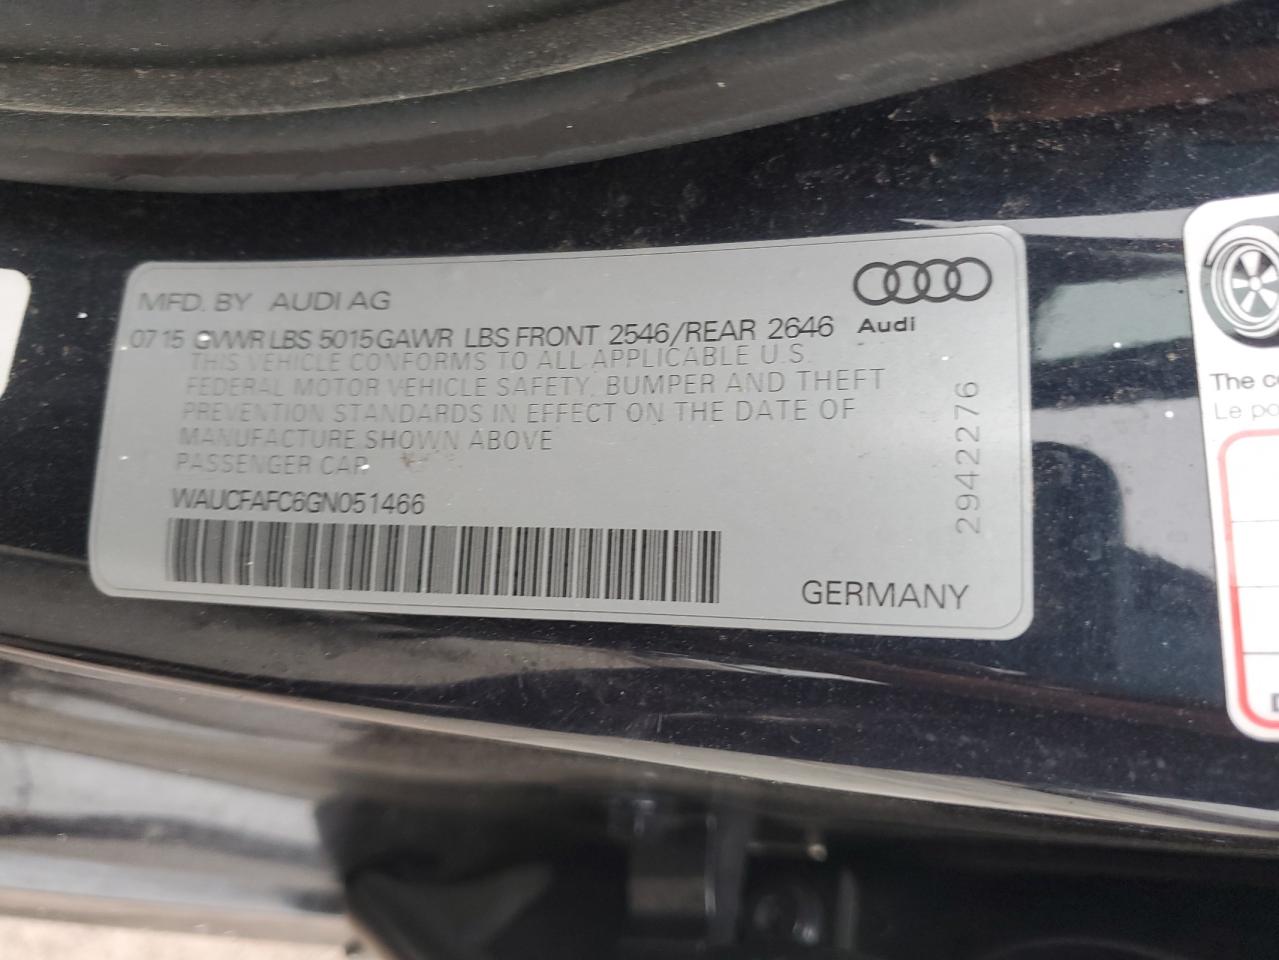 MFD. BY AUDI AG
07 15 GVWR LBS 5015 GAWR LBS FRONT 2546/REAR 2646
Audi
THIS VEHICLE CONFORMS TO ALL APPLICABLE U.S.
FEDERAL MOTOR VEHICLE SAFETY, BUMPER AND THEFT
PREVENTION STANDARDS IN EFFECT ON THE DATE OF
MANUFACTURE SHOWN ABOVE
PASSENGER CAR
WAUCFAFC6GN051466
2942276
GERMANY
The
Le